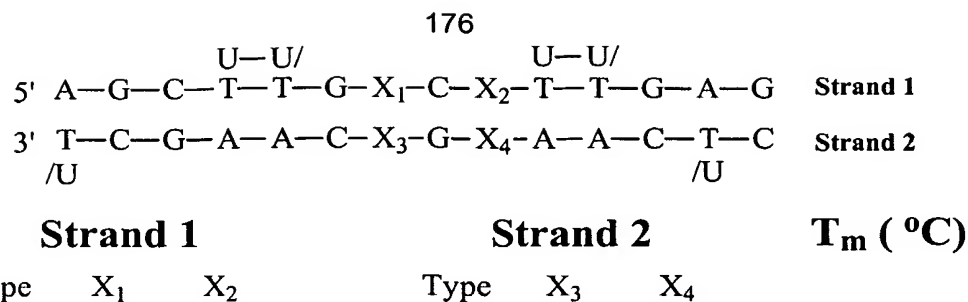 176
U—U/ U—U/
5' A—G—C—T—T—G—X₁—C—X₂—T—T—G—A—G Strand 1
3' T—C—G—A—A—C—X₃—G—X₄—A—A—C—T—C Strand 2
/U /U
Strand 1 Strand 2 Tm ( °C)
pe X₁ X₂ Type X₃ X₄